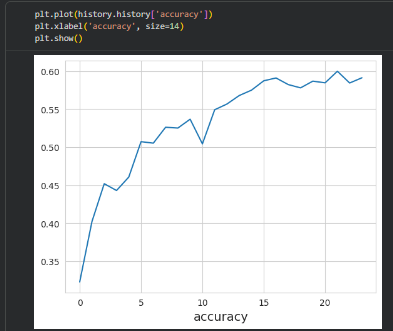 plt.plot(history.history['accuracy'])
plt.xlabel('accuracy', size=14)
plt.show()
0.60
0.55
0.50
0.45
0.40
0.35
0 5 10 15 20
accuracy